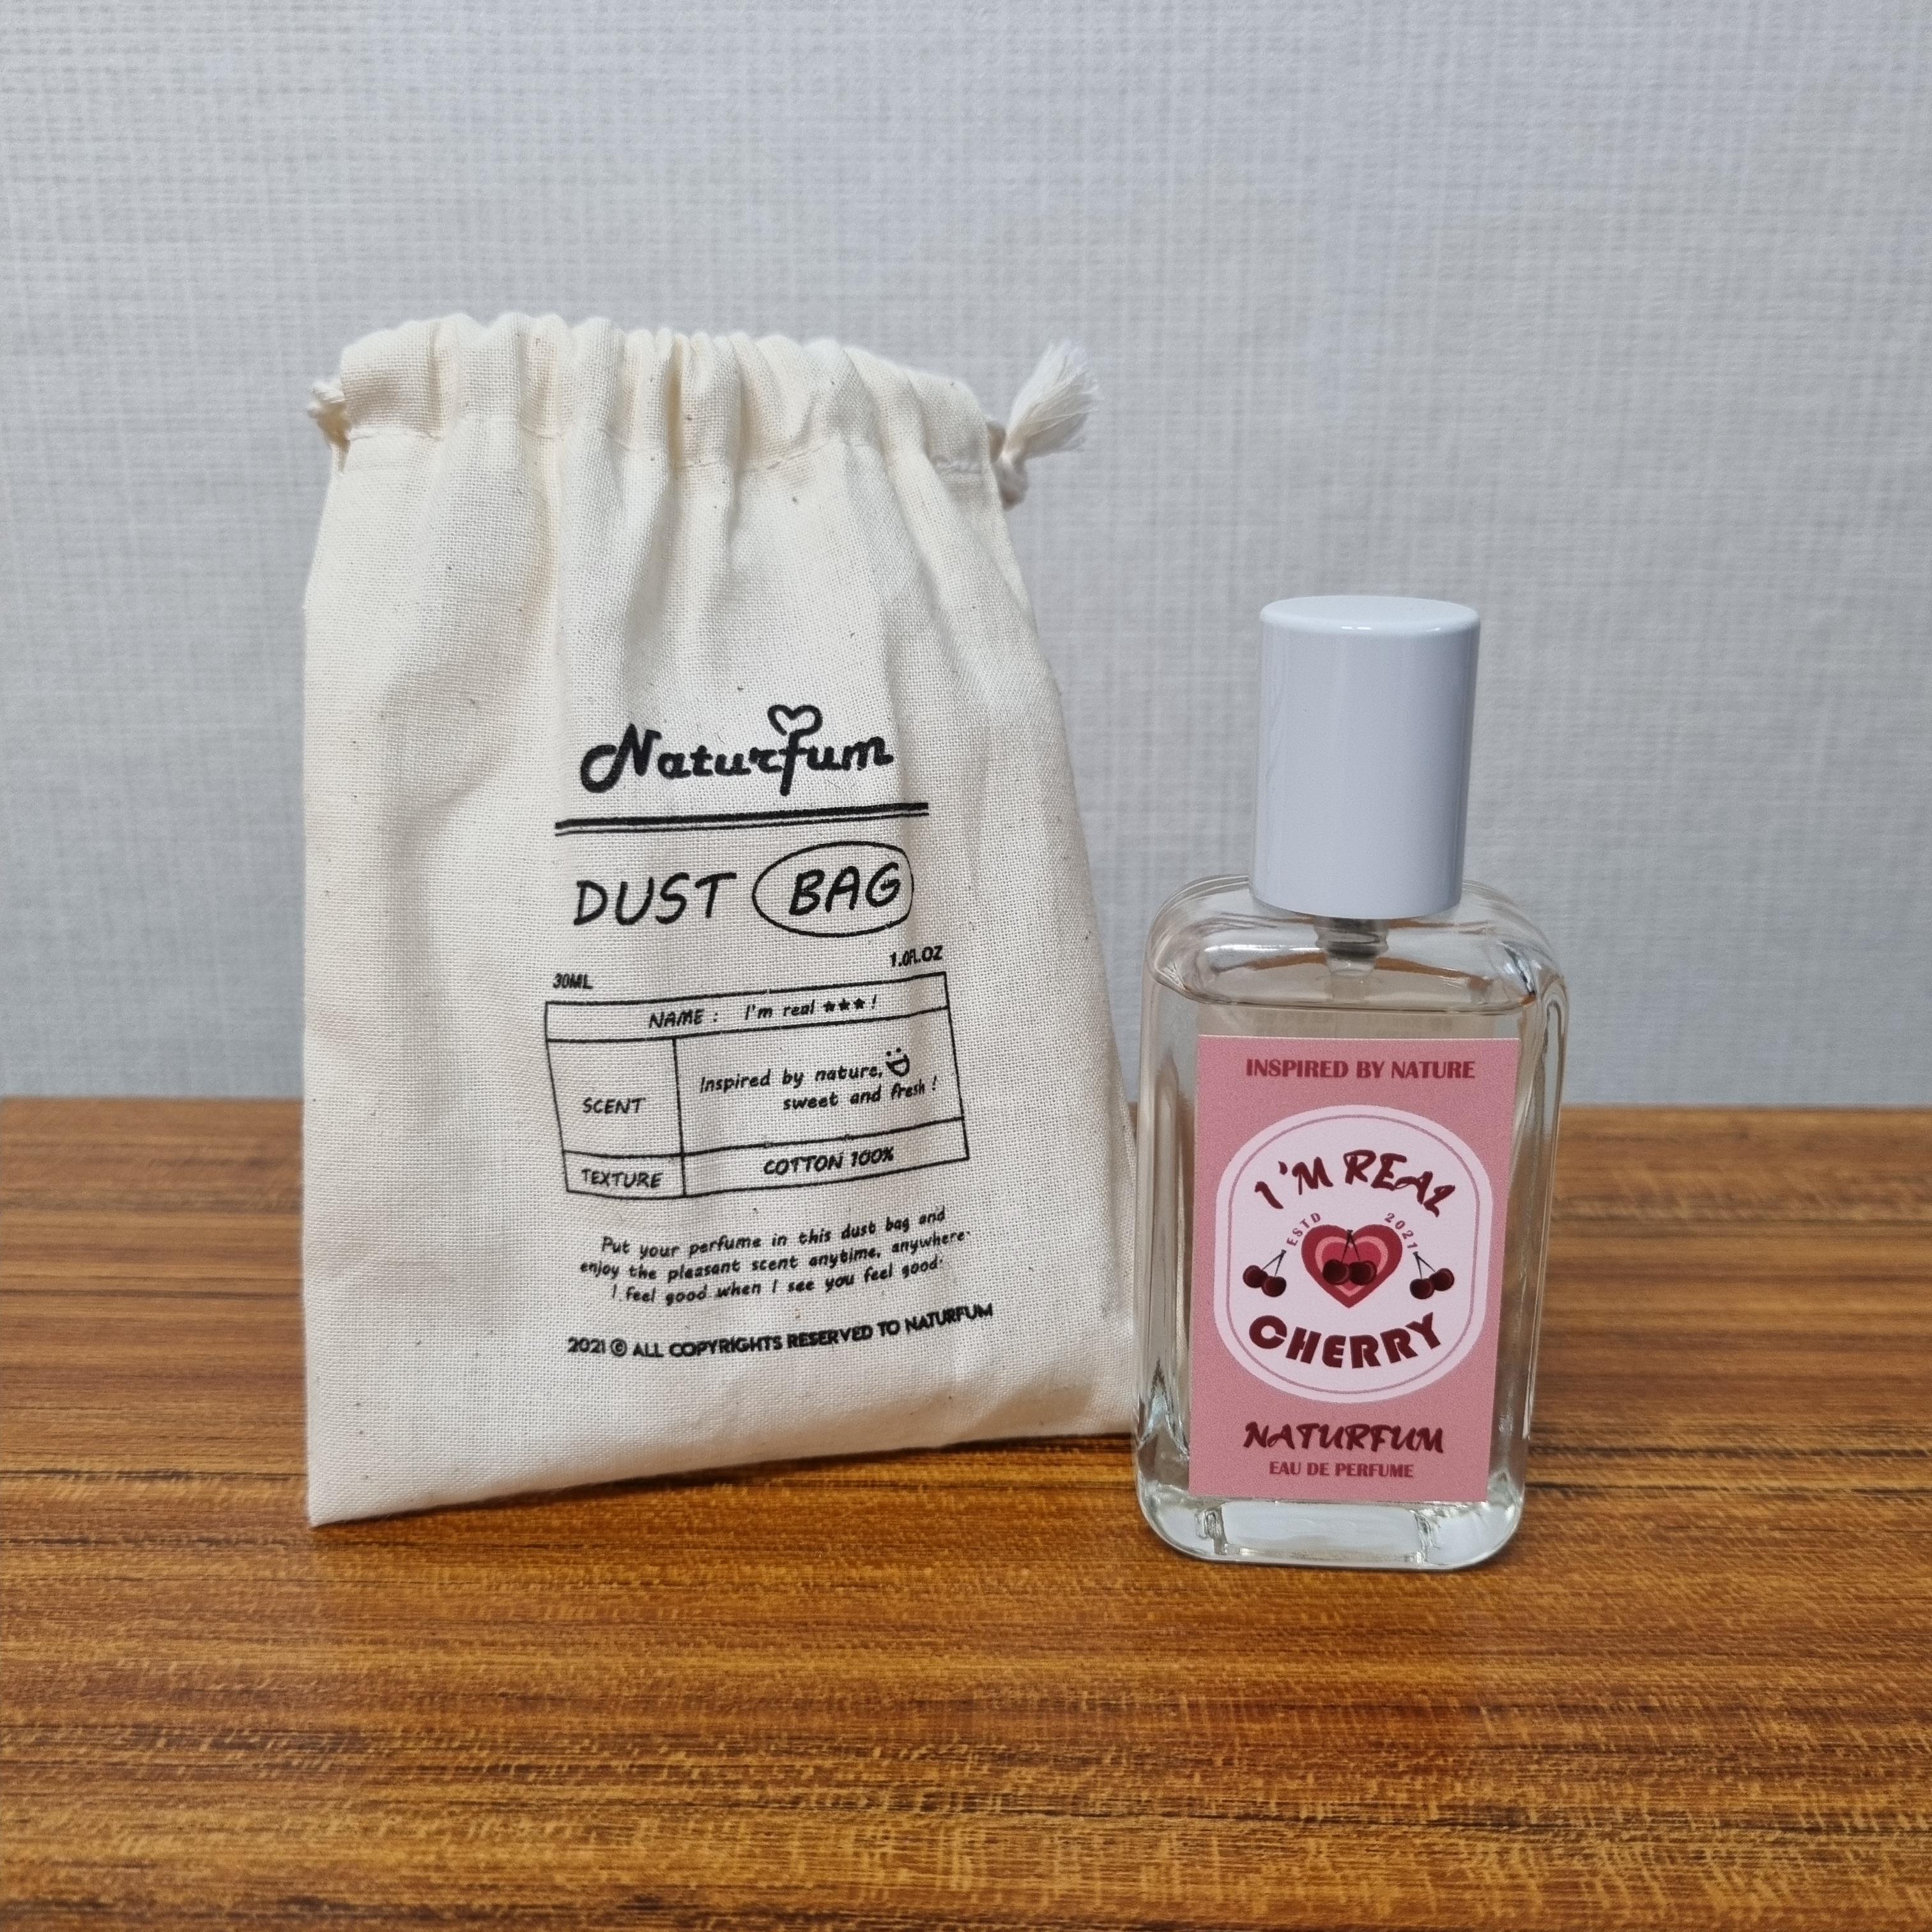 Naturfum
DUST BAG
30ML 1.0FL.OZ
NAME : I'm real ★★★ !
SCENT
Inspired by nature,
sweet and fresh !
TEXTURE
COTTON 100%
Put your perfume in this dust bag and
enjoy the pleasant scent anytime, anywhere.
I feel good when I see you feel good.
2021 © ALL COPYRIGHTS RESERVED TO NATURFUM
INSPIRED BY NATURE
I'M REAL
ESTD 2021
CHERRY
NATURFUM
EAU DE PERFUME